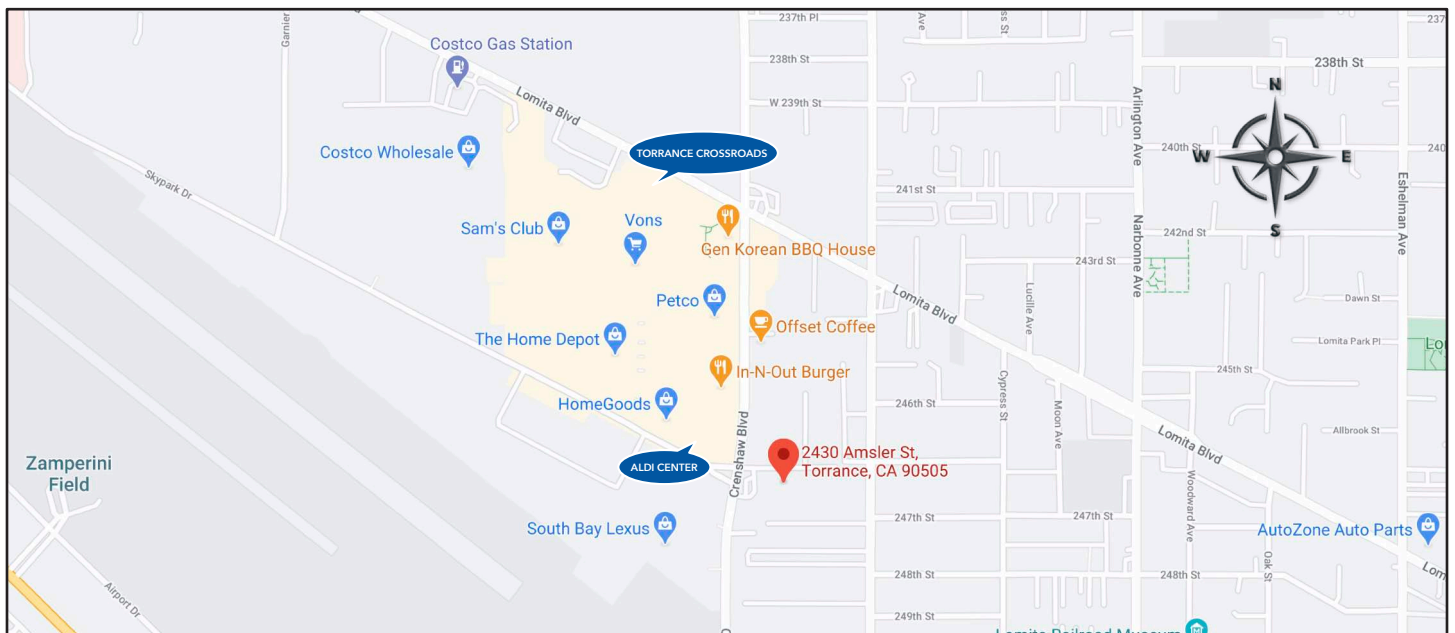 237th Pl
Garnier
Ave
237
Costco Gas Station
238th St
238th St
N
Lomita Blvd
W 239th St
Arlington Ave
TORRANCE CROSSROADS
Costco Wholesale
240th St
W
E
240
Skypark Dr
241st St
Eshelman Ave
Sam's Club
Vons
Narbonne Ave
242nd St
S
Gen Korean BBQ House
243rd St
Petco
Lomita Blvd
Lucille Ave
Dawn St
Offset Coffee
The Home Depot
Lomita Park Pl
In-N-Out Burger
245th St
Cypress St
HomeGoods
246th St
Moon Ave
Crenshaw Blvd
Allbrook St
Lomita Blvd
2430 Amsler St,
Torrance, CA 90505
Zamperini
Field
ALDI CENTER
Woodward Ave
247th St
247th St
South Bay Lexus
AutoZone Auto Parts
Oak St
248th St
248th St
Airport Dr
249th St